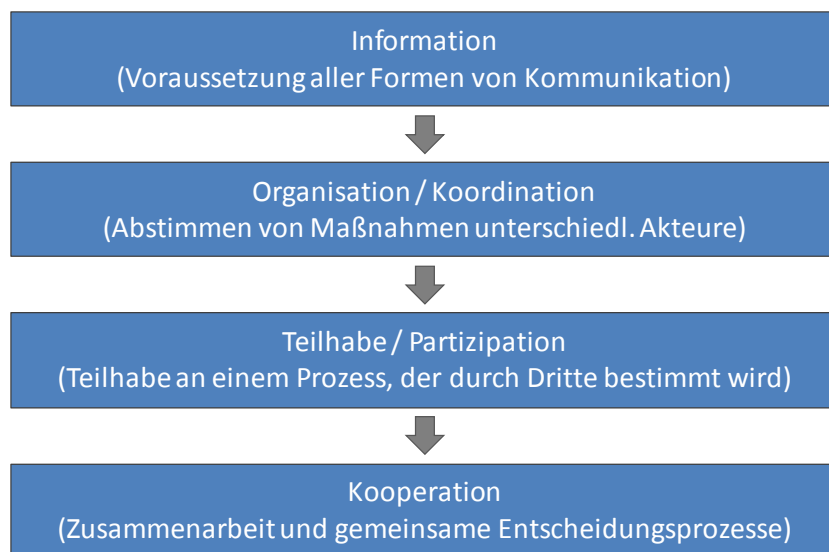 Information
(Voraussetzung aller Formen von Kommunikation)
Organisation / Koordination
(Abstimmen von Maßnahmen unterschiedl. Akteure)
Teilhabe / Partizipation
(Teilhabe an einem Prozess, der durch Dritte bestimmt wird)
Kooperation
(Zusammenarbeit und gemeinsame Entscheidungsprozesse)